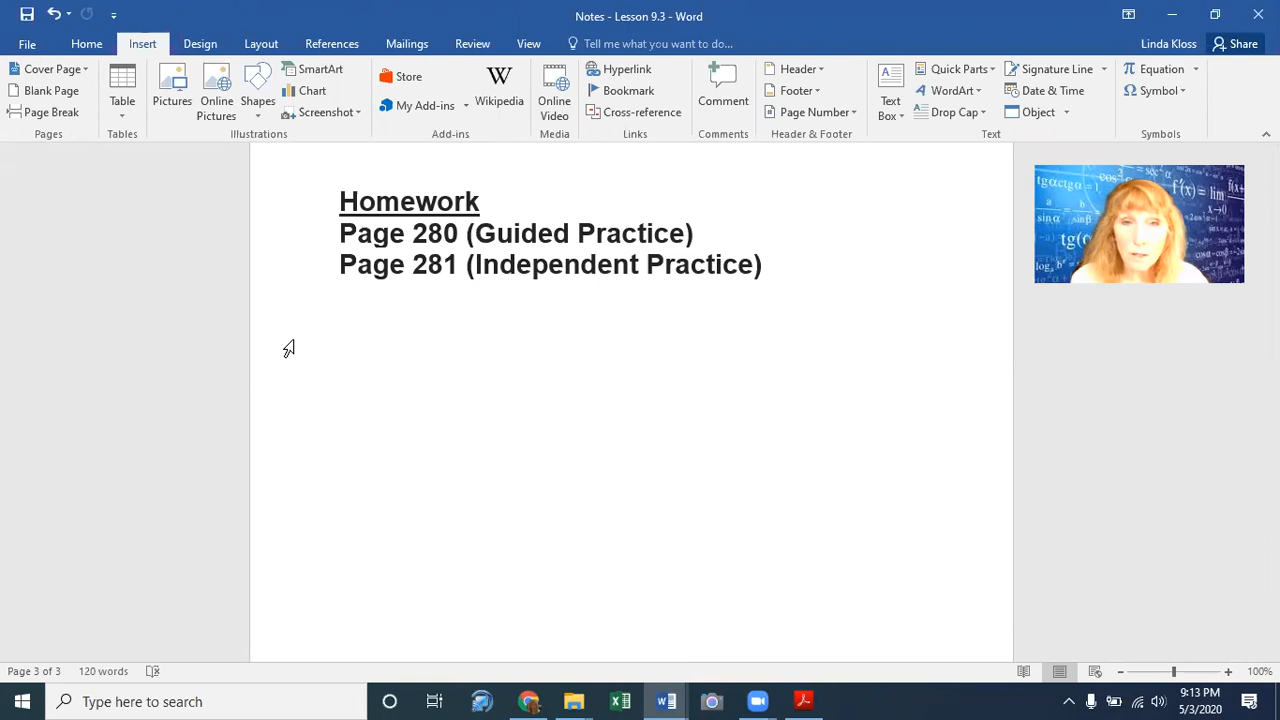 Notes - Lesson 9.3 - Word
File Home Insert Design Layout References Mailings Review View Tell me what you want to do... Linda Kloss Share
Cover Page
Blank Page
Page Break
Pages
Table
Tables
Pictures
Online Pictures
Shapes
SmartArt
Chart
Screenshot
Illustrations
Store
My Add-ins
W
Wikipedia
Add-ins
Online Video
Media
Hyperlink
Bookmark
Cross-reference
Links
Comment
Comments
Header
Footer
Page Number
Header & Footer
A
Text Box
Quick Parts
WordArt
Drop Cap
Signature Line
Date & Time
Object
Text
π Equation
Ω Symbol
Symbols
Homework
Page 280 (Guided Practice)
Page 281 (Independent Practice)
Page 3 of 3 120 words 100%
Type here to search
9:13 PM
5/3/2020